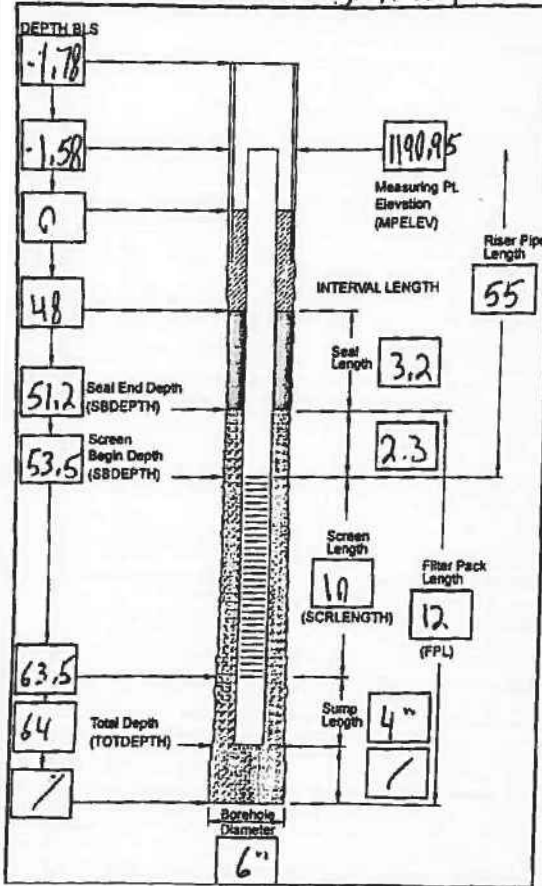 DEPTH BLS
-1.78
-1.58
1190.95
Measuring Pt.
Elevation
(MPELEV)
0
Riser Pipe
Length
55
INTERVAL LENGTH
48
Seal
Length
3.2
51.2
Seal End Depth
(SBDEPTH)
2.3
53.5
Screen
Begin Depth
(SBDEPTH)
Screen
Length
10
(SCRLENGTH)
Filter Pack
Length
12
(FPL)
63.5
Sump
Length
4"
64
Total Depth
(TOTDEPTH)
Borehole
Diameter
6"